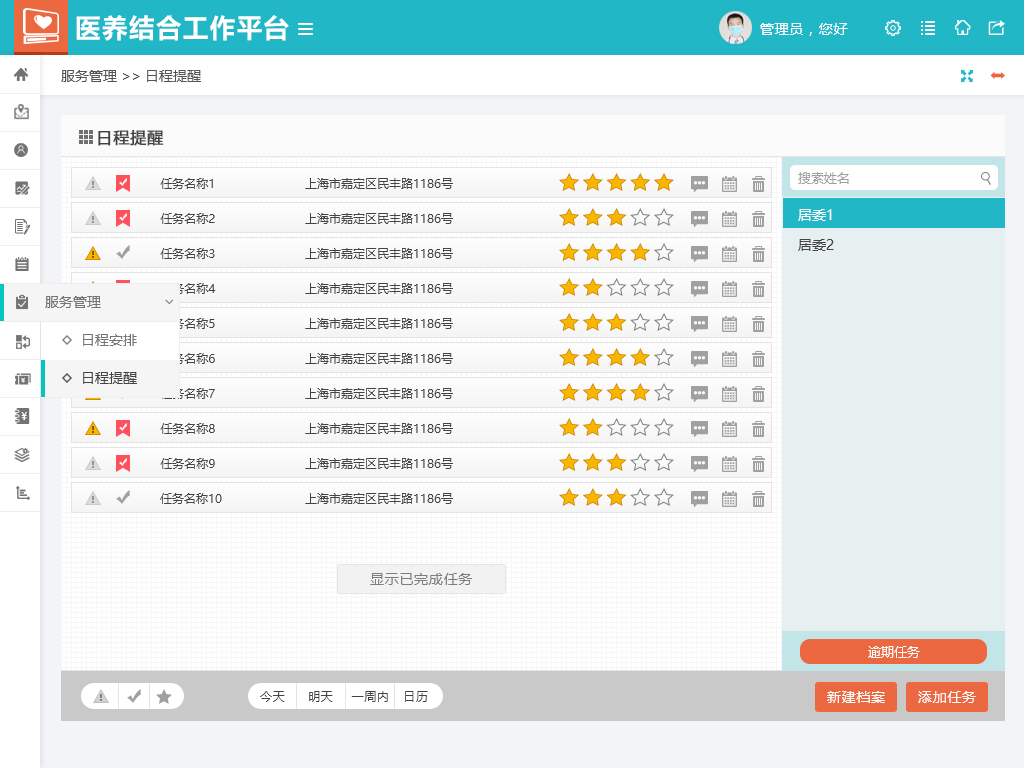 医养结合工作平台
管理员，您好
服务管理 >> 日程提醒
日程提醒
搜索姓名
任务名称1 上海市嘉定区民丰路1186号
任务名称2 上海市嘉定区民丰路1186号
任务名称3 上海市嘉定区民丰路1186号
务名称4 上海市嘉定区民丰路1186号
务名称5 上海市嘉定区民丰路1186号
务名称6 上海市嘉定区民丰路1186号
务名称7 上海市嘉定区民丰路1186号
任务名称8 上海市嘉定区民丰路1186号
任务名称9 上海市嘉定区民丰路1186号
任务名称10 上海市嘉定区民丰路1186号
服务管理
日程安排
日程提醒
居委1
居委2
显示已完成任务
逾期任务
今天 明天 一周内 日历
新建档案 添加任务